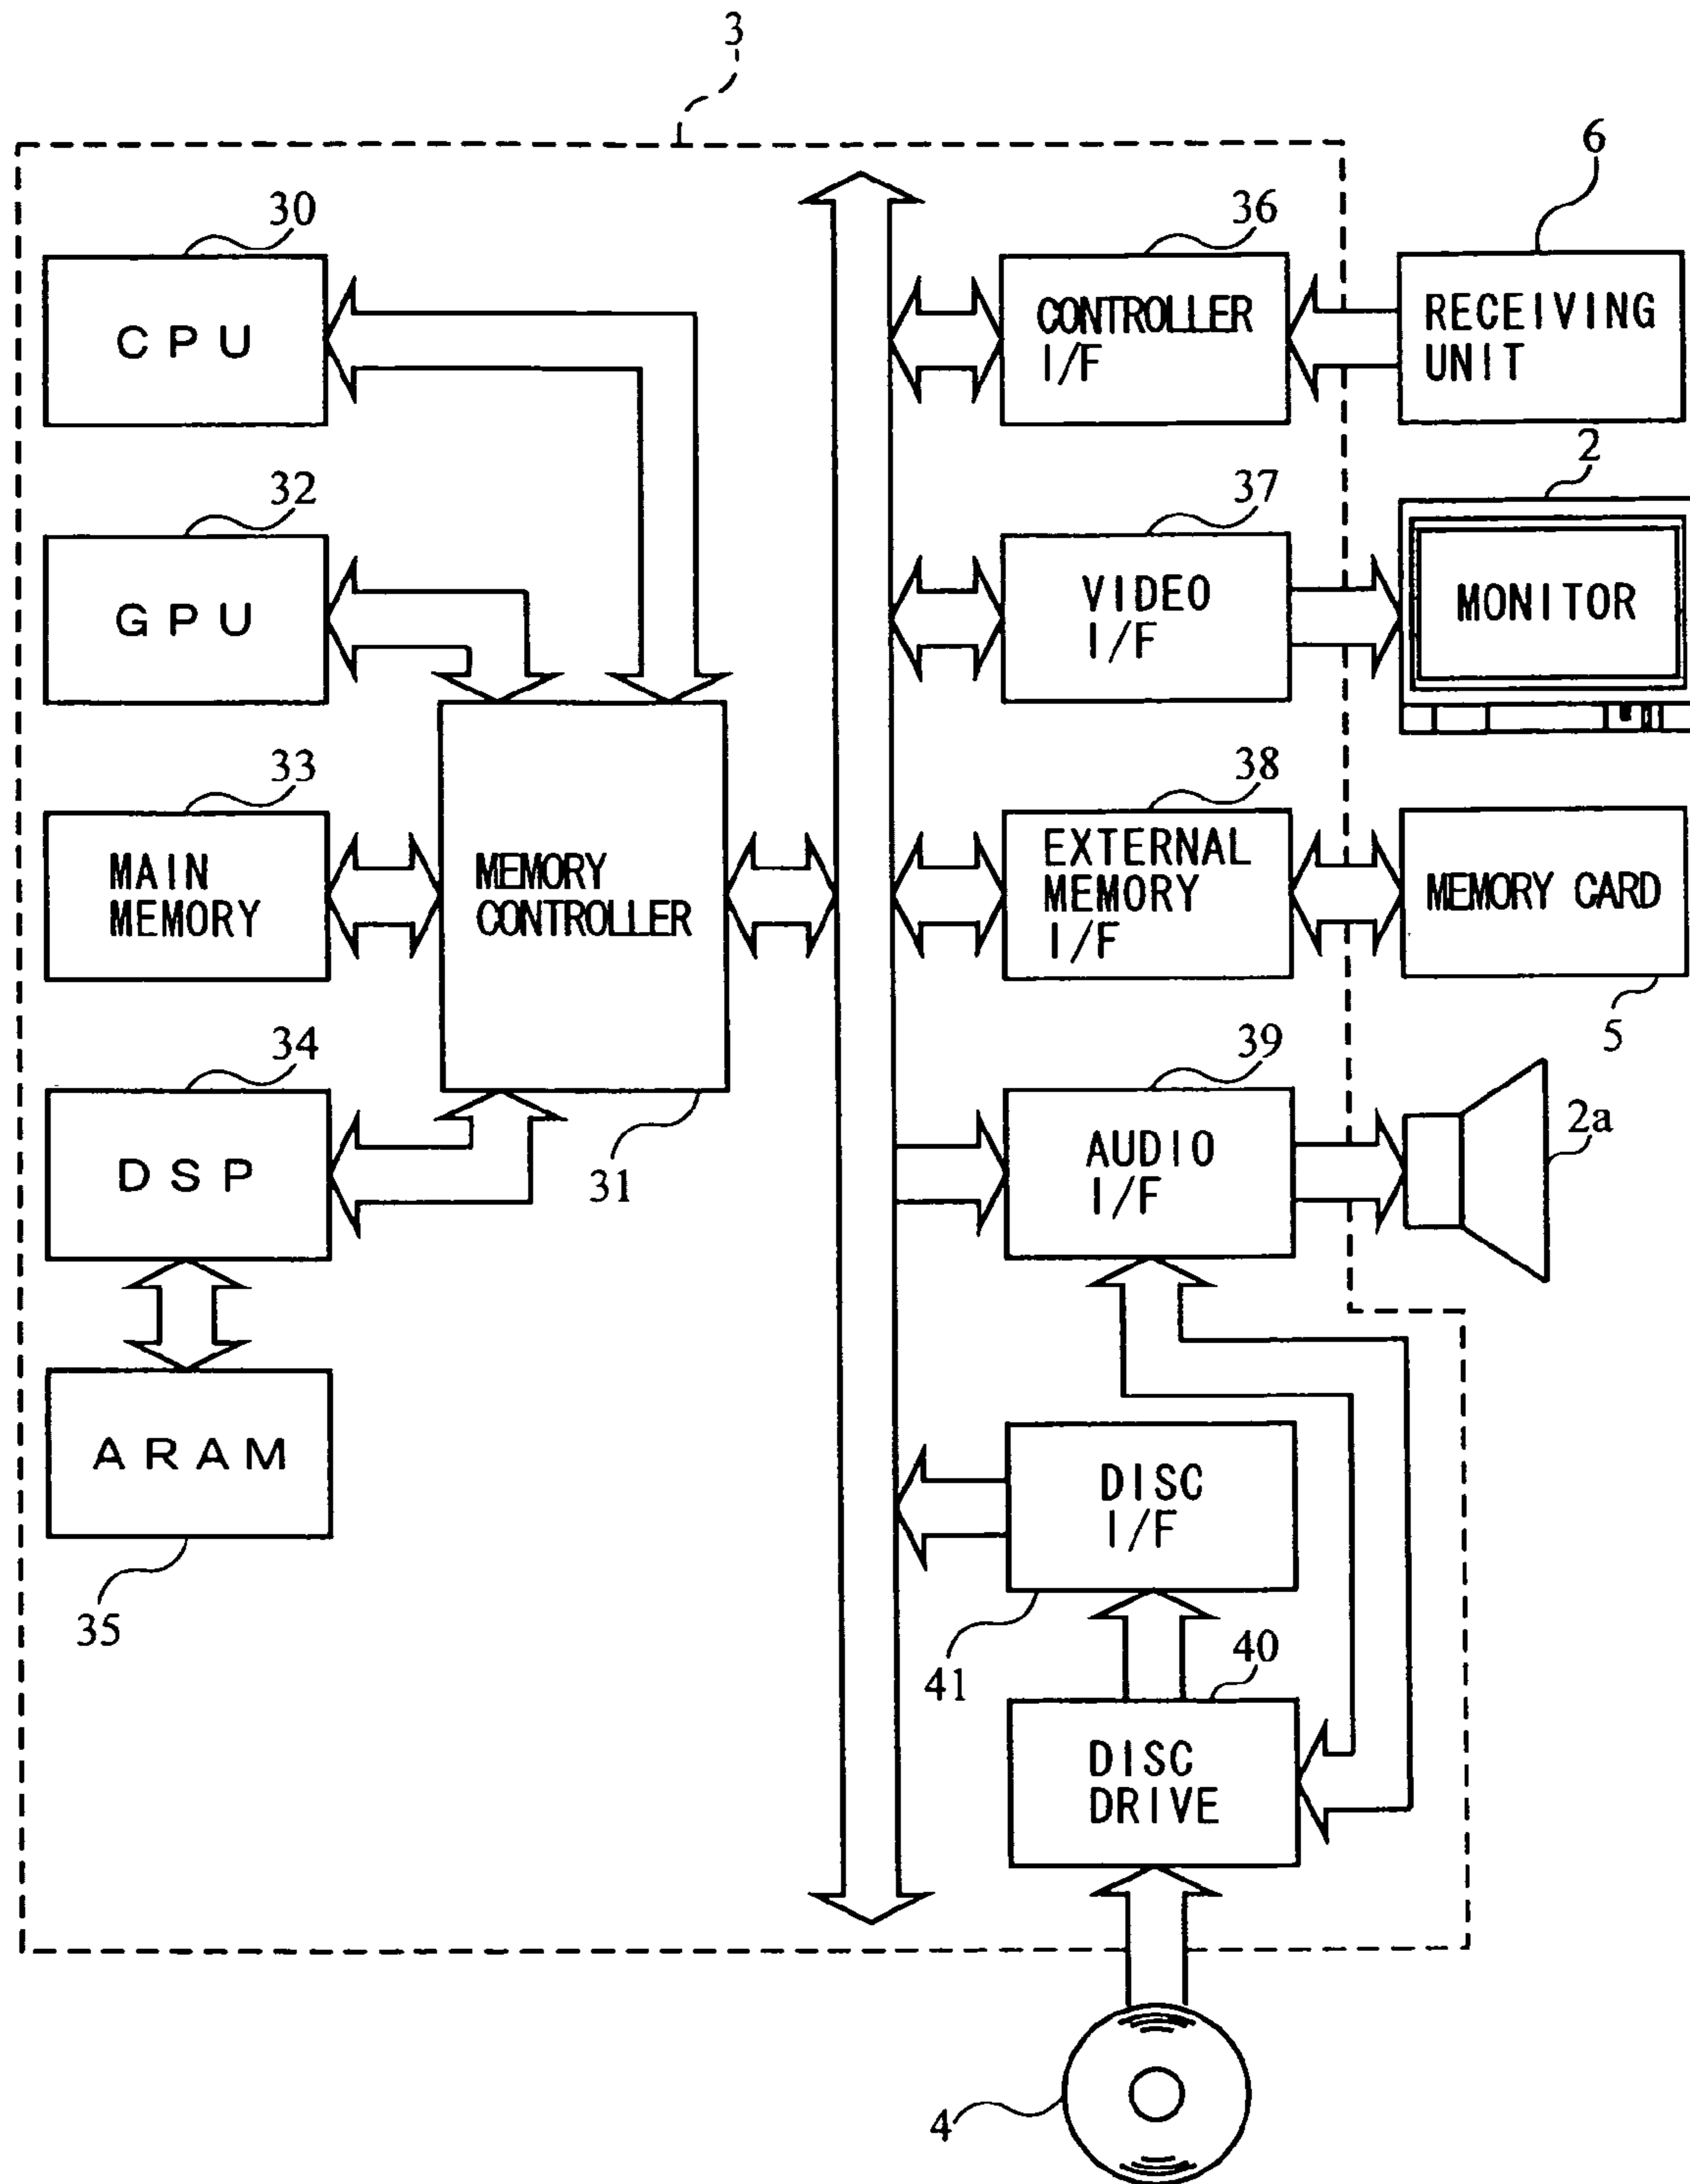 3
30
CPU
32
GPU
33
MAIN
MEMORY
34
DSP
ARAM
35
MEMORY
CONTROLLER
31
36
CONTROLLER
I/F
6
RECEIVING
UNIT
37
VIDEO
I/F
2
MONITOR
38
EXTERNAL
MEMORY
I/F
MEMORY CARD
5
39
AUDIO
I/F
2a
DISC
I/F
41
40
DISC
DRIVE
4